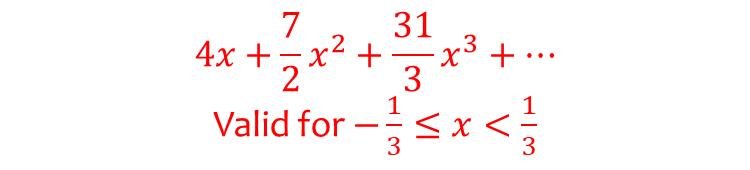 4x + 7/2 x² + 31/3 x³ + ⋯
Valid for − 1/3 ≤ x < 1/3